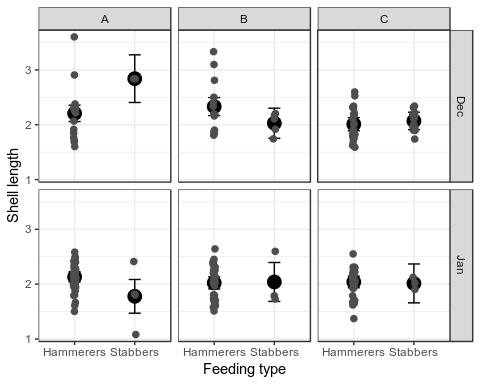 A B C
Shell length
3
2
1
Dec
3
2
1
Jan
Hammerers Stabbers Hammerers Stabbers Hammerers Stabbers
Feeding type